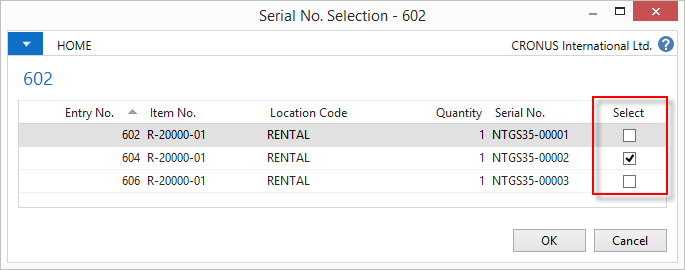 Serial No. Selection - 602
HOME CRONUS International Ltd. ?
602
Entry No. Item No. Location Code Quantity Serial No. Select
602 R-20000-01 RENTAL 1 NTGS35-00001
604 R-20000-01 RENTAL 1 NTGS35-00002
606 R-20000-01 RENTAL 1 NTGS35-00003
OK Cancel